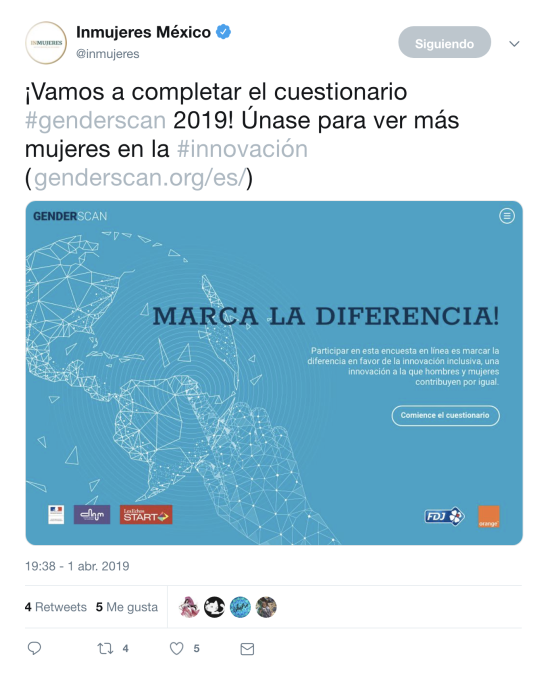 Inmujeres México
@inmujeres
Siguiendo
INMUJERES
¡Vamos a completar el cuestionario
#genderscan 2019! Únase para ver más
mujeres en la #innovación
(genderscan.org/es/)
GENDERSCAN
MARCA LA DIFERENCIA!
Participar en esta encuesta en línea es marcar la
diferencia en favor de la innovación inclusiva, una
innovación a la que hombres y mujeres
contribuyen por igual.
Comience el cuestionario
LesEchos
START
FDJ
orange
19:38 - 1 abr. 2019
4 Retweets 5 Me gusta
4 5